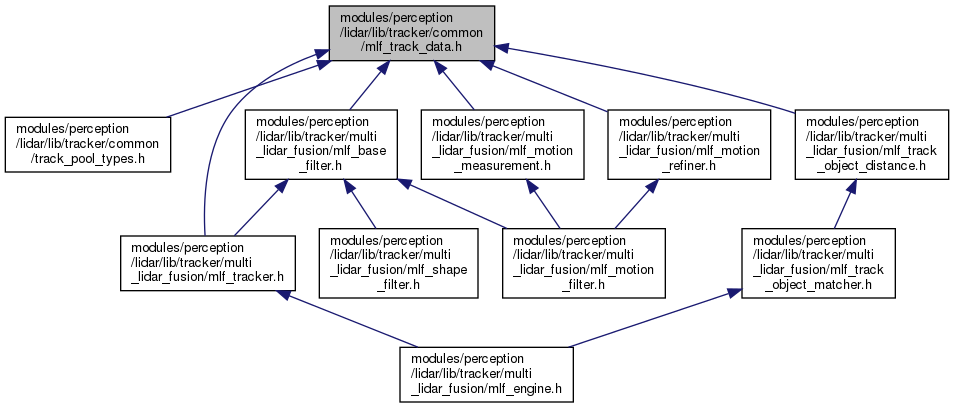 modules/perception
/lidar/lib/tracker/common
/mlf_track_data.h
modules/perception
/lidar/lib/tracker/common
/track_pool_types.h
modules/perception
/lidar/lib/tracker/multi
_lidar_fusion/mlf_base
_filter.h
modules/perception
/lidar/lib/tracker/multi
_lidar_fusion/mlf_motion
_measurement.h
modules/perception
/lidar/lib/tracker/multi
_lidar_fusion/mlf_motion
_refiner.h
modules/perception
/lidar/lib/tracker/multi
_lidar_fusion/mlf_track
_object_distance.h
modules/perception
/lidar/lib/tracker/multi
_lidar_fusion/mlf_tracker.h
modules/perception
/lidar/lib/tracker/multi
_lidar_fusion/mlf_shape
_filter.h
modules/perception
/lidar/lib/tracker/multi
_lidar_fusion/mlf_motion
_filter.h
modules/perception
/lidar/lib/tracker/multi
_lidar_fusion/mlf_track
_object_matcher.h
modules/perception
/lidar/lib/tracker/multi
_lidar_fusion/mlf_engine.h